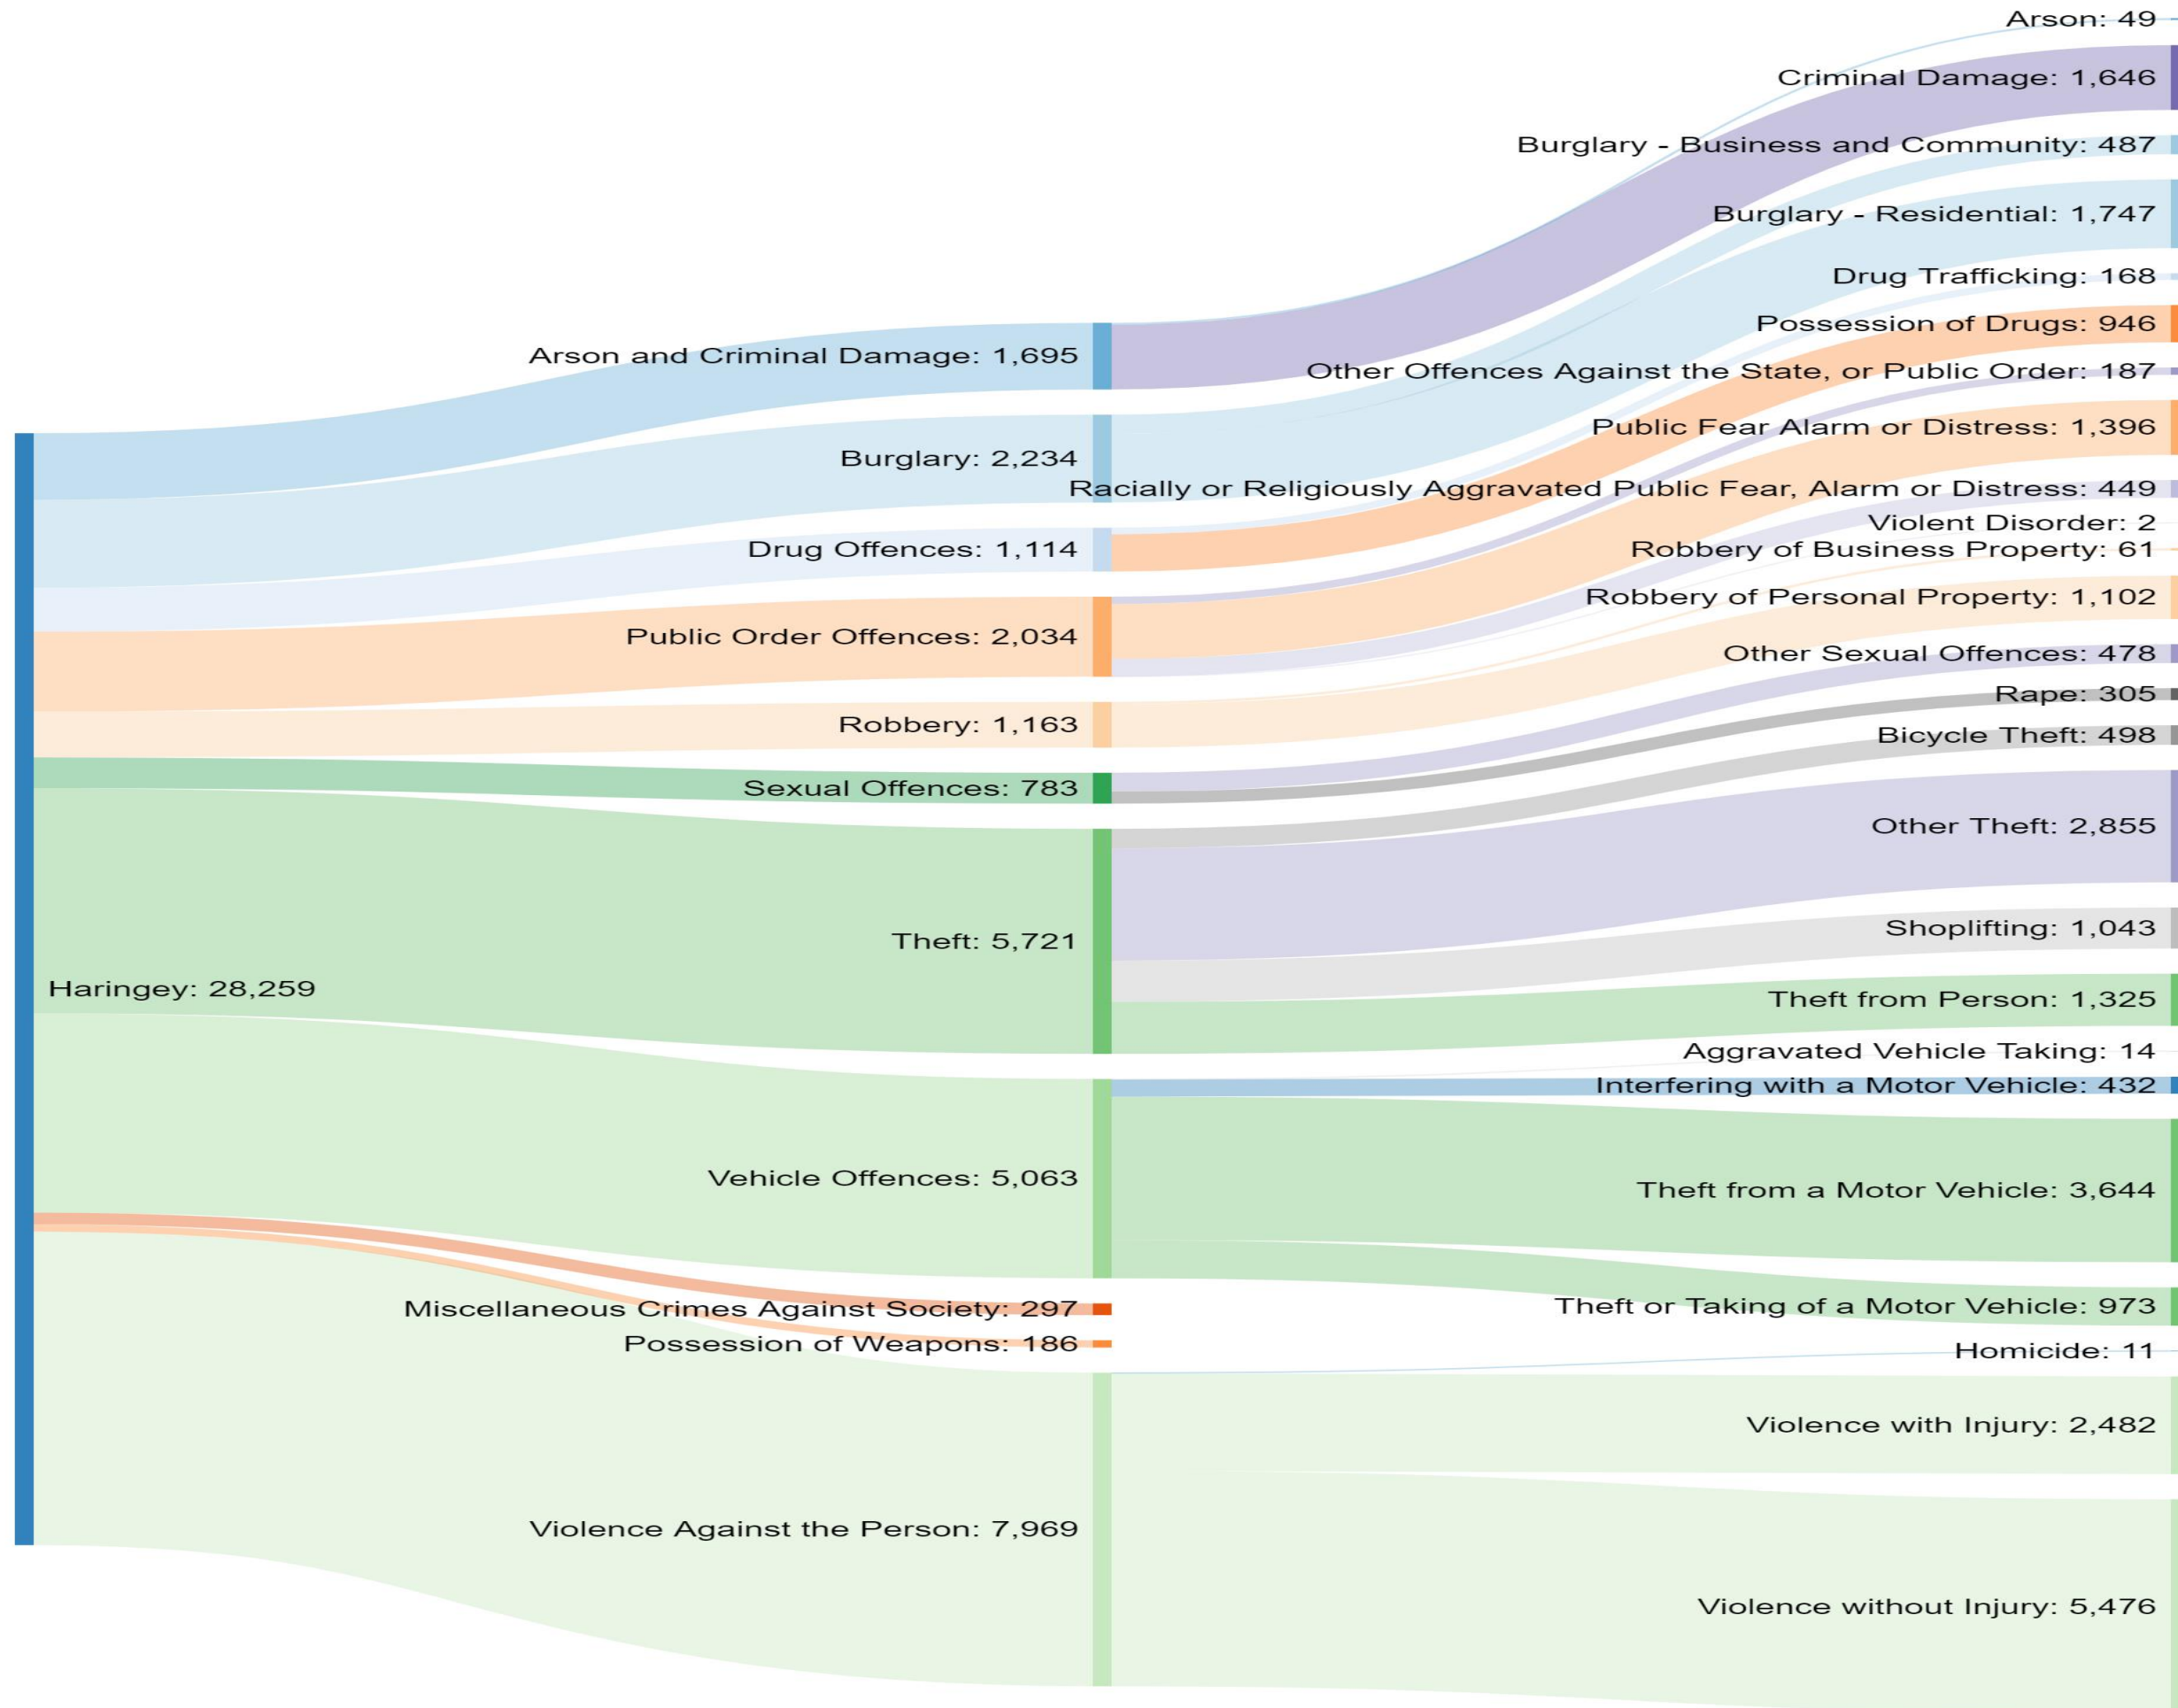 Haringey: 28,259
Arson and Criminal Damage: 1,695
Burglary: 2,234
Drug Offences: 1,114
Public Order Offences: 2,034
Robbery: 1,163
Sexual Offences: 783
Theft: 5,721
Vehicle Offences: 5,063
Miscellaneous Crimes Against Society: 297
Possession of Weapons: 186
Violence Against the Person: 7,969
Arson: 49
Criminal Damage: 1,646
Burglary - Business and Community: 487
Burglary - Residential: 1,747
Drug Trafficking: 168
Possession of Drugs: 946
Other Offences Against the State, or Public Order: 187
Public Fear Alarm or Distress: 1,396
Racially or Religiously Aggravated Public Fear, Alarm or Distress: 449
Violent Disorder: 2
Robbery of Business Property: 61
Robbery of Personal Property: 1,102
Other Sexual Offences: 478
Rape: 305
Bicycle Theft: 498
Other Theft: 2,855
Shoplifting: 1,043
Theft from Person: 1,325
Aggravated Vehicle Taking: 14
Interfering with a Motor Vehicle: 432
Theft from a Motor Vehicle: 3,644
Theft or Taking of a Motor Vehicle: 973
Homicide: 11
Violence with Injury: 2,482
Violence without Injury: 5,476